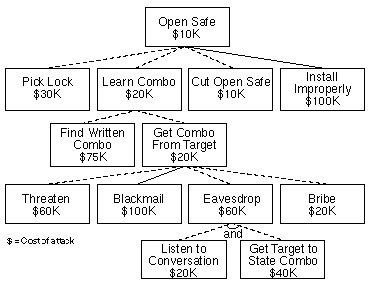 Open Safe
$10K
Pick Lock
$30K
Learn Combo
$20K
Cut Open Safe
$10K
Install
Improperly
$100K
Find Written
Combo
$75K
Get Combo
From Target
$20K
Threaten
$60K
Blackmail
$100K
Eavesdrop
$60K
Bribe
$20K
and
$ = Cost of attack
Listen to
Conversation
$20K
Get Target to
State Combo
$40K